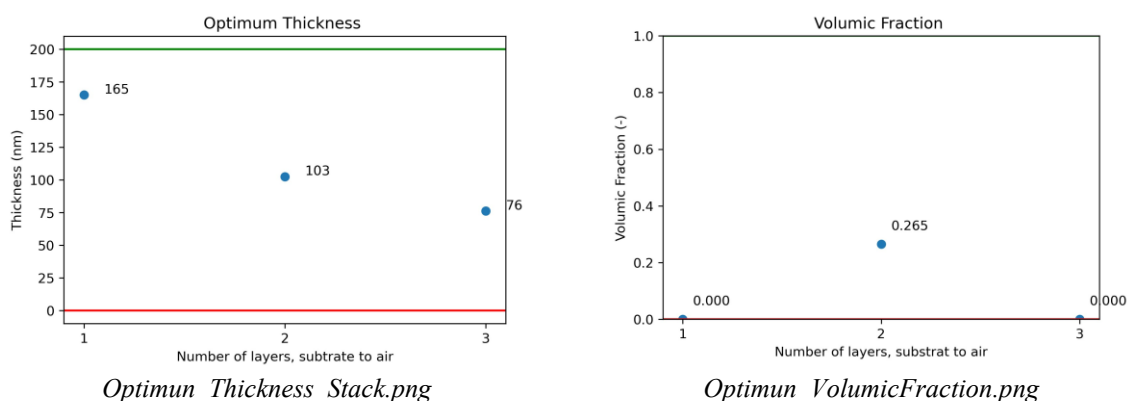 Optimum Thickness
Thickness (nm)
200
175
150
125
100
75
50
25
0
165
103
76
1 2 3
Number of layers, subtrate to air
Optimun_Thickness_Stack.png
Volumic Fraction
Volumic Fraction (-)
1.0
0.8
0.6
0.4
0.2
0.0
0.000
0.265
0.000
1 2 3
Number of layers, substrat to air
Optimun_VolumicFraction.png